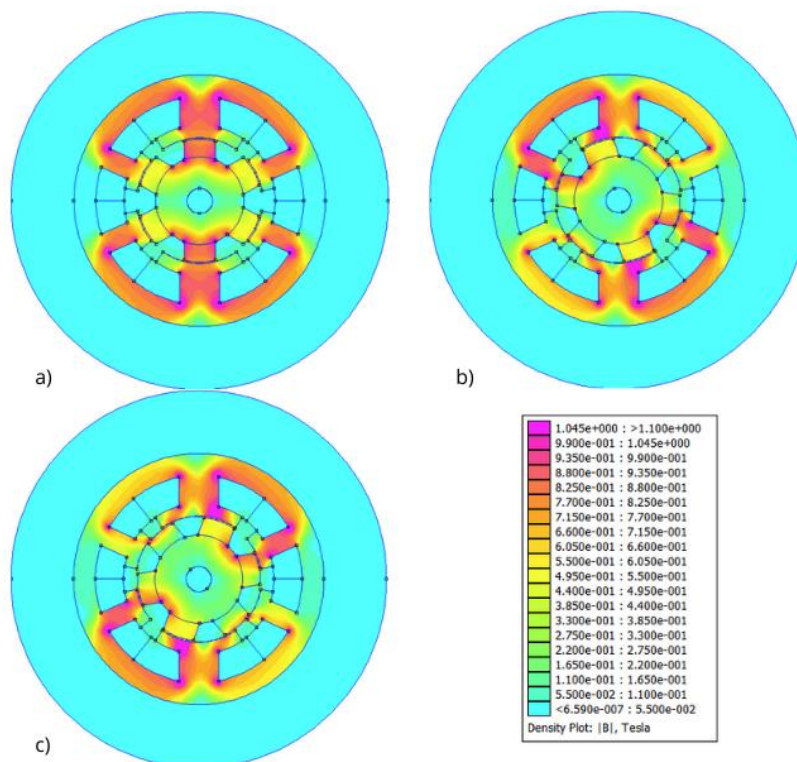 a)
b)
c)
1.045e+000 : >1.100e+000
9.900e-001 : 1.045e+000
9.350e-001 : 9.900e-001
8.800e-001 : 9.350e-001
8.250e-001 : 8.800e-001
7.700e-001 : 8.250e-001
7.150e-001 : 7.700e-001
6.600e-001 : 7.150e-001
6.050e-001 : 6.600e-001
5.500e-001 : 6.050e-001
4.950e-001 : 5.500e-001
4.400e-001 : 4.950e-001
3.850e-001 : 4.400e-001
3.300e-001 : 3.850e-001
2.750e-001 : 3.300e-001
2.200e-001 : 2.750e-001
1.650e-001 : 2.200e-001
1.100e-001 : 1.650e-001
5.500e-002 : 1.100e-001
<6.590e-007 : 5.500e-002
Density Plot: |B|, Tesla